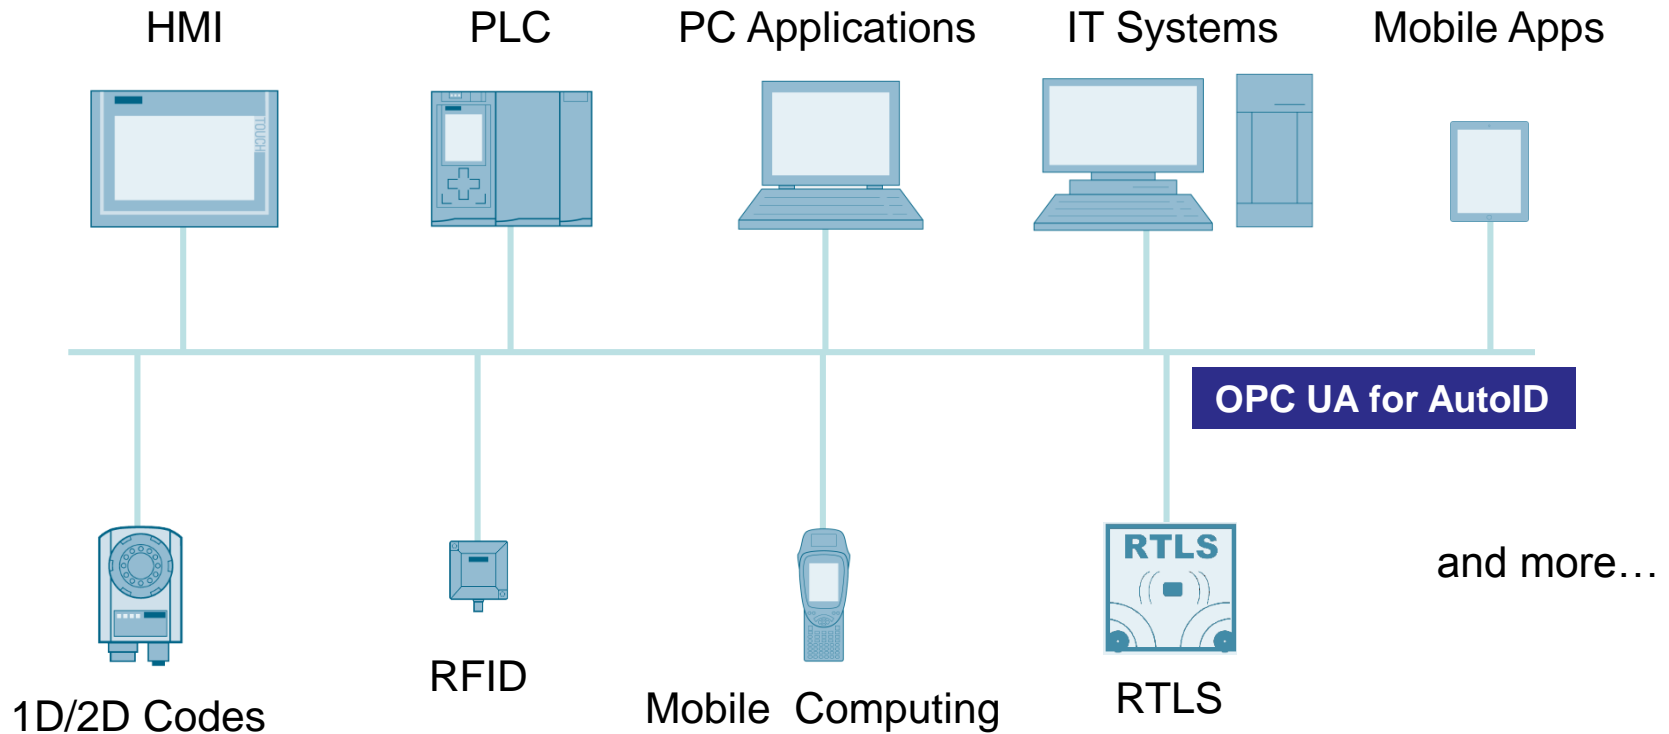 HMI
PLC
PC Applications
IT Systems
Mobile Apps
TOUCH
OPC UA for AutoID
RTLS
and more…
1D/2D Codes
RFID
Mobile Computing
RTLS